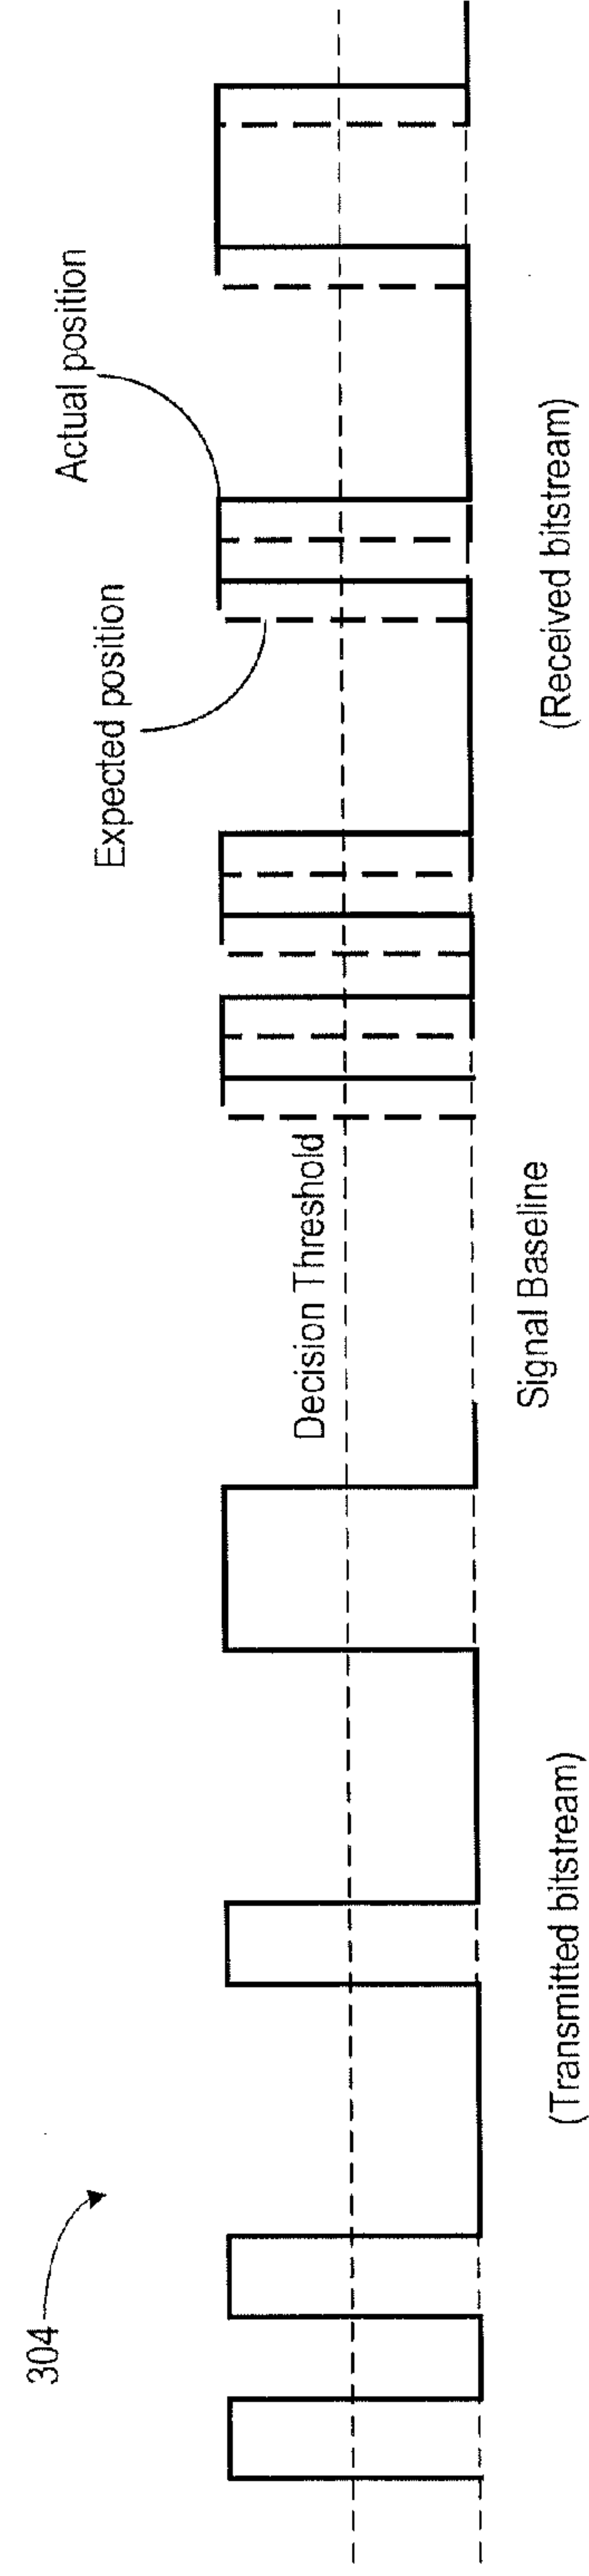 304
Decision Threshold
Expected position
Actual position
(Transmitted bitstream)
Signal Baseline
(Received bitstream)